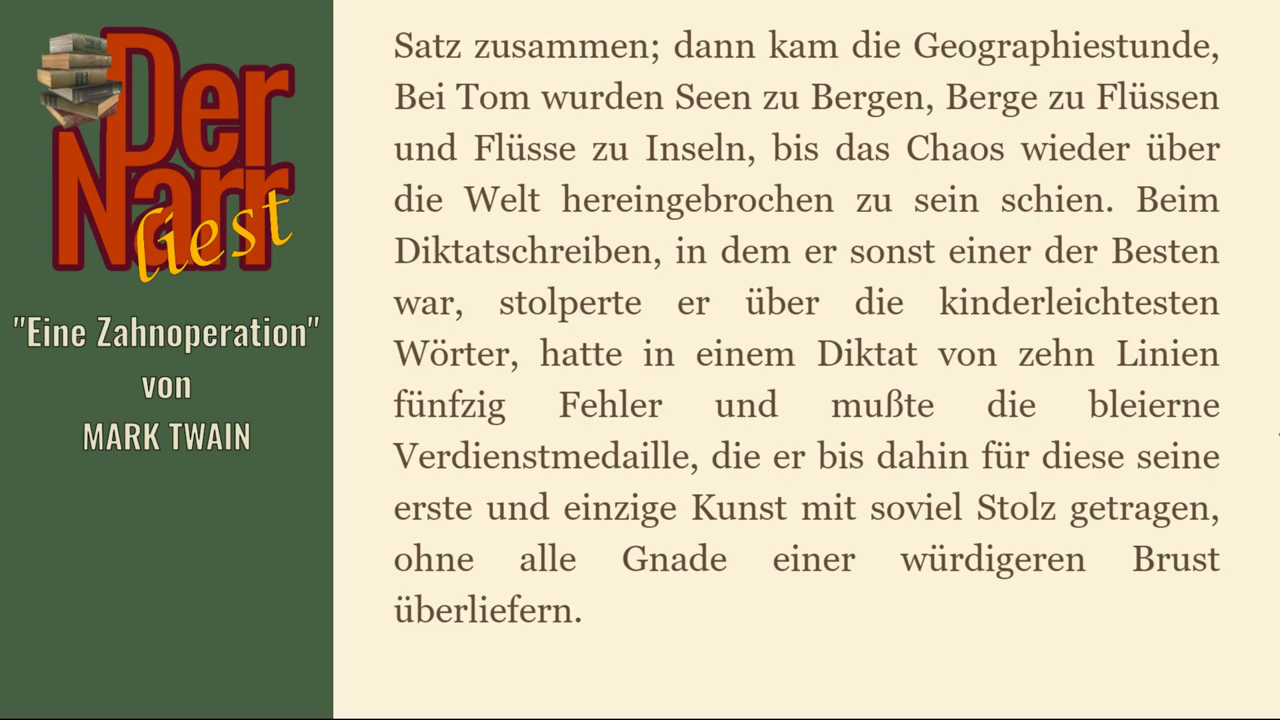 Der
Narr
liest
"Eine Zahnoperation"
von
MARK TWAIN
Satz zusammen; dann kam die Geographiestunde,
Bei Tom wurden Seen zu Bergen, Berge zu Flüssen
und Flüsse zu Inseln, bis das Chaos wieder über
die Welt hereingebrochen zu sein schien. Beim
Diktatschreiben, in dem er sonst einer der Besten
war, stolperte er über die kinderleichtesten
Wörter, hatte in einem Diktat von zehn Linien
fünfzig Fehler und mußte die bleierne
Verdienstmedaille, die er bis dahin für diese seine
erste und einzige Kunst mit soviel Stolz getragen,
ohne alle Gnade einer würdigeren Brust
überliefern.